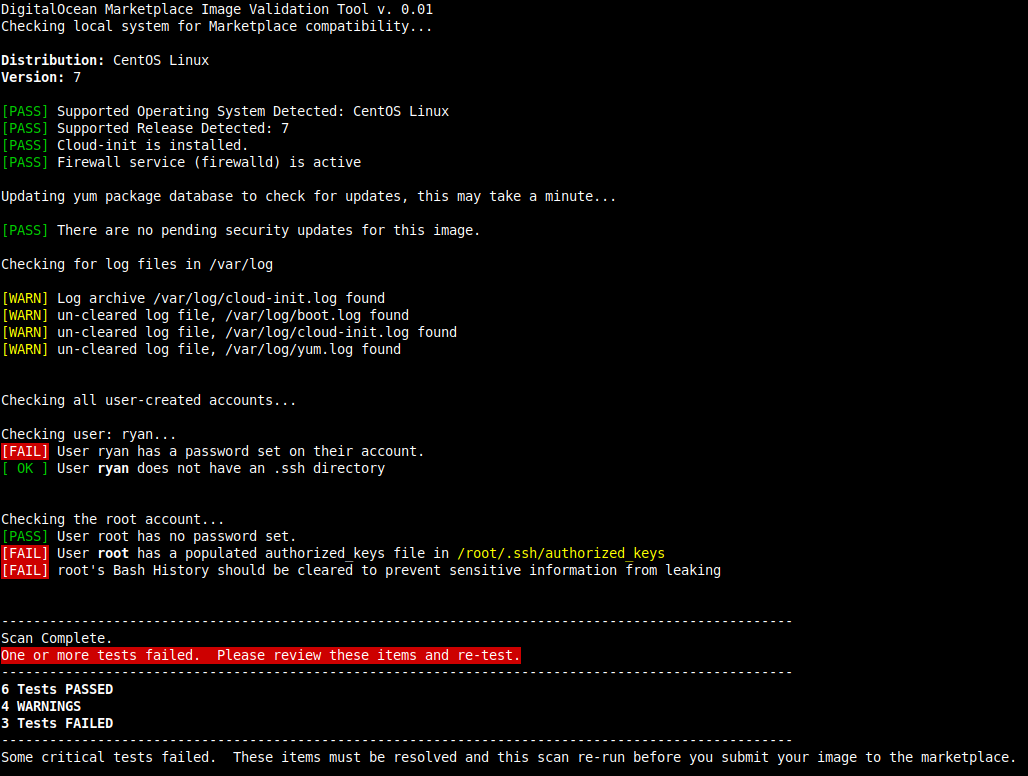 DigitalOcean Marketplace Image Validation Tool v. 0.01
Checking local system for Marketplace compatibility...
Distribution: CentOS Linux
Version: 7
[PASS] Supported Operating System Detected: CentOS Linux
[PASS] Supported Release Detected: 7
[PASS] Cloud-init is installed.
[PASS] Firewall service (firewalld) is active
Updating yum package database to check for updates, this may take a minute...
[PASS] There are no pending security updates for this image.
Checking for log files in /var/log
[WARN] Log archive /var/log/cloud-init.log found
[WARN] un-cleared log file, /var/log/boot.log found
[WARN] un-cleared log file, /var/log/cloud-init.log found
[WARN] un-cleared log file, /var/log/yum.log found
Checking all user-created accounts...
Checking user: ryan...
[FAIL] User ryan has a password set on their account.
[ OK ] User ryan does not have an .ssh directory
Checking the root account...
[PASS] User root has no password set.
[FAIL] User root has a populated authorized_keys file in /root/.ssh/authorized_keys
[FAIL] root's Bash History should be cleared to prevent sensitive information from leaking
---------------------------------------------------------------------------------------------------
Scan Complete.
One or more tests failed.  Please review these items and re-test.
---------------------------------------------------------------------------------------------------
6 Tests PASSED
4 WARNINGS
3 Tests FAILED
---------------------------------------------------------------------------------------------------
Some critical tests failed.  These items must be resolved and this scan re-run before you submit your image to the marketplace.